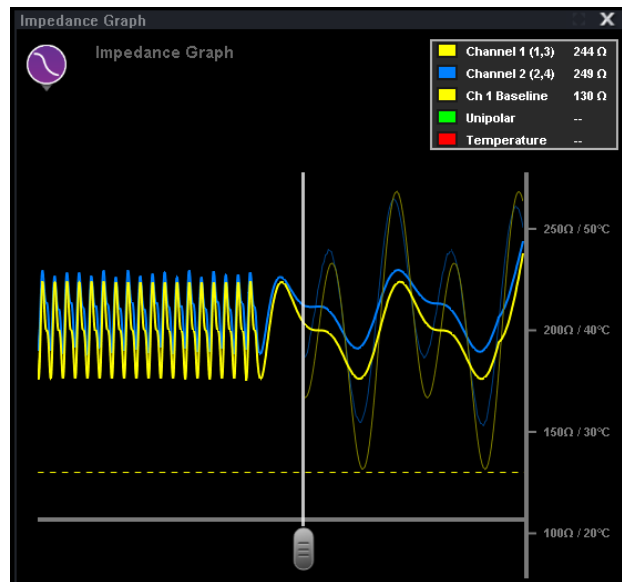 Impedance Graph
X
Impedance Graph
Channel 1 (1,3) 244 Ω
Channel 2 (2,4) 249 Ω
Ch 1 Baseline 130 Ω
Unipolar --
Temperature --
250Ω / 50°C
200Ω / 40°C
150Ω / 30°C
100Ω / 20°C